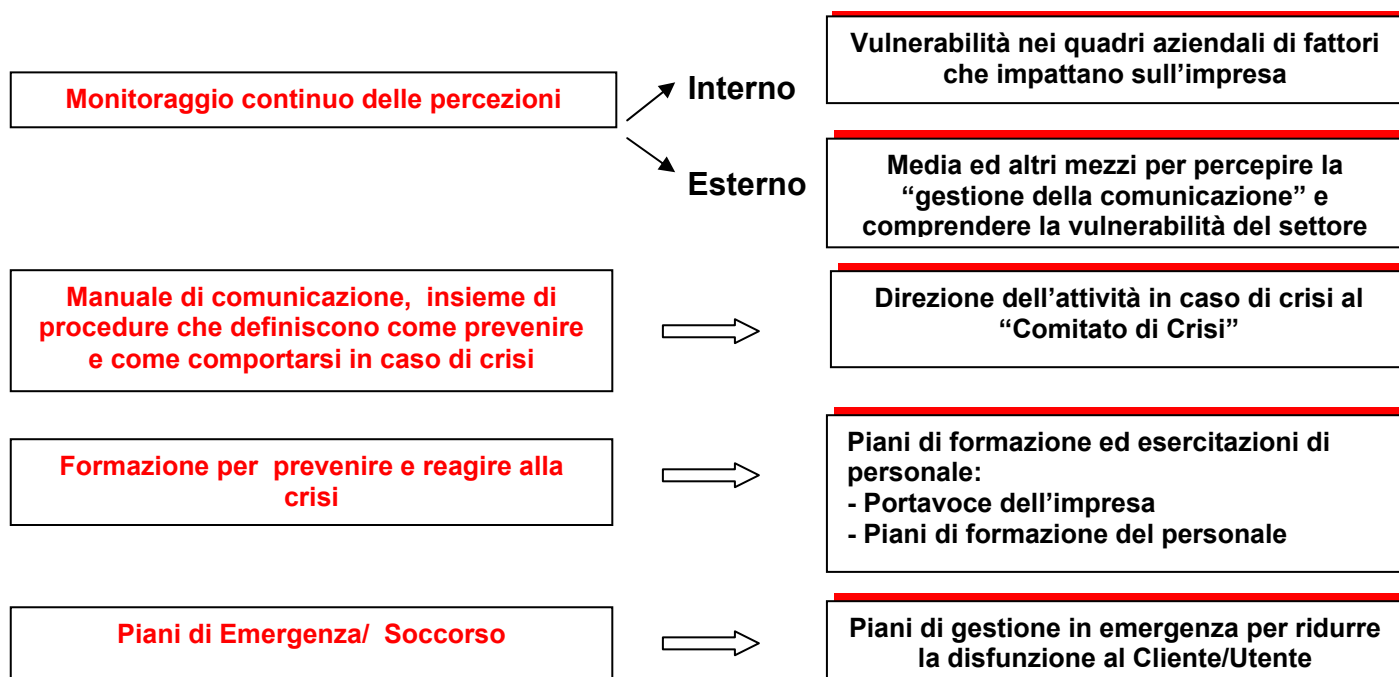 Monitoraggio continuo delle percezioni
Interno
Vulnerabilità nei quadri aziendali di fattori
che impattano sull’impresa
Esterno
Media ed altri mezzi per percepire la
“gestione della comunicazione” e
comprendere la vulnerabilità del settore
Manuale di comunicazione, insieme di
procedure che definiscono come prevenire
e come comportarsi in caso di crisi
Direzione dell’attività in caso di crisi al
“Comitato di Crisi”
Formazione per prevenire e reagire alla
crisi
Piani di formazione ed esercitazioni di
personale:
- Portavoce dell’impresa
- Piani di formazione del personale
Piani di Emergenza/ Soccorso
Piani di gestione in emergenza per ridurre
la disfunzione al Cliente/Utente